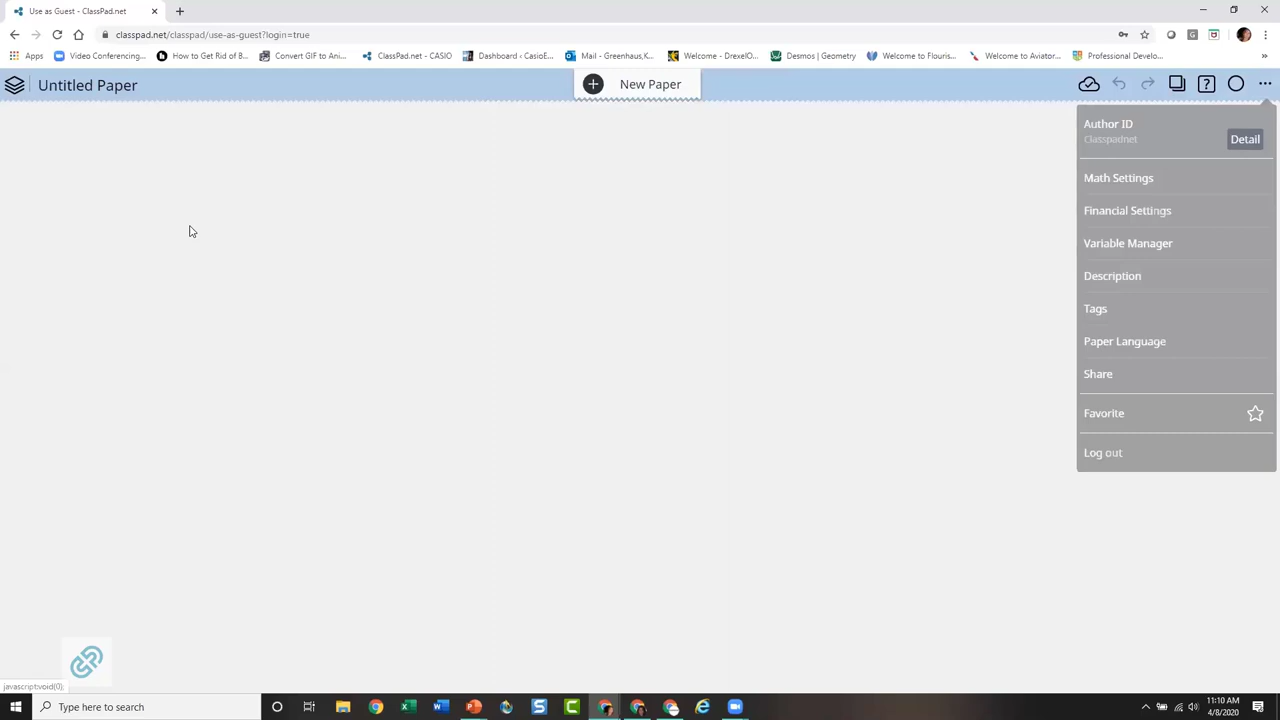 Use as Guest - ClassPad.net
classpad.net/classpad/use-as-guest?login=true
Apps Video Conferencing... How to Get Rid of B... Convert GIF to Ani... ClassPad.net - CASIO Dashboard ‹ CasioE... Mail - Greenhaus,K... Welcome - DrexelO... Desmos | Geometry Welcome to Flouris... Welcome to Aviator... Professional Develo... »
Untitled Paper
New Paper
Author ID
Classpadnet
Detail
Math Settings
Financial Settings
Variable Manager
Description
Tags
Paper Language
Share
Favorite
Log out
javascript:void(0);
Type here to search
11:10 AM
4/8/2020